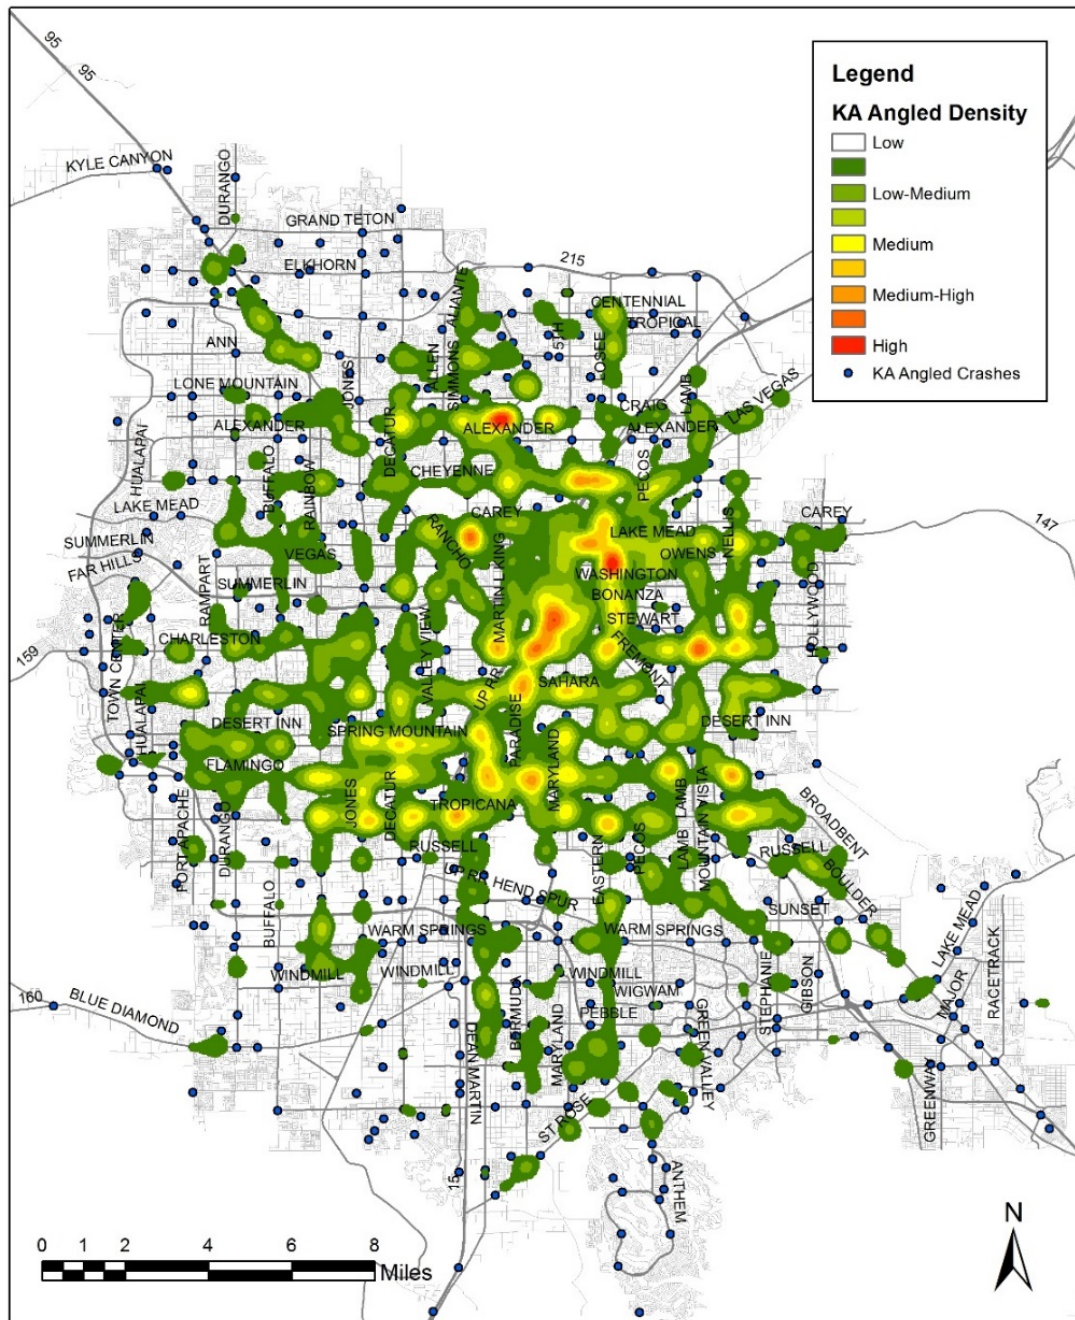 95
95
Legend
KA Angled Density
Low
Low-Medium
Medium
Medium-High
High
KA Angled Crashes
KYLE CANYON
DURANGO
GRAND TETON
ELKHORN
215
ALIANTE
CENTENNIAL
TROPICAL
5TH
LOSEE
ANN
ALLEN
SIMMONS
JONES
LONE MOUNTAIN
LAMB
LAS VEGAS
CRAIG
ALEXANDER
ALEXANDER
ALEXANDER
DECATUR
HUALAPAI
BUFFALO
RAINBOW
CHEYENNE
PECOS
LAKE MEAD
CAREY
CAREY
147
NELLIS
SUMMERLIN
RANCHO
LAKE MEAD
OWENS
FAR HILLS
VEGAS
MARTIN L KING
WASHINGTON
RAMPART
SUMMERLIN
BONANZA
HOLLYWOOD
STEWART
159
TOWN CENTER
CHARLESTON
VALLEY VIEW
FREMONT
HUALAPAI
UP RR
SAHARA
PARADISE
DESERT INN
SPRING MOUNTAIN
DESERT INN
MARYLAND
FLAMINGO
JONES
DECATUR
TROPICANA
LAMB
LAMB
MOUNTAIN VISTA
BROADBENT
FORT APACHE
DURANGO
RUSSELL
EASTERN
PECOS
RUSSELL
BOULDER
UP RR HEND SPUR
BUFFALO
SUNSET
WARM SPRINGS
WARM SPRINGS
LAKE MEAD
RACETRACK
WINDMILL
WINDMILL
WINDMILL
STEPHANIE
GIBSON
MAJOR
160
BLUE DIAMOND
BERMUDA
WIGWAM
PEBBLE
DEAN MARTIN
MARYLAND
GREEN VALLEY
GREENWAY
ST ROSE
15
ANTHEM
N
0 1 2 4 6 8
Miles